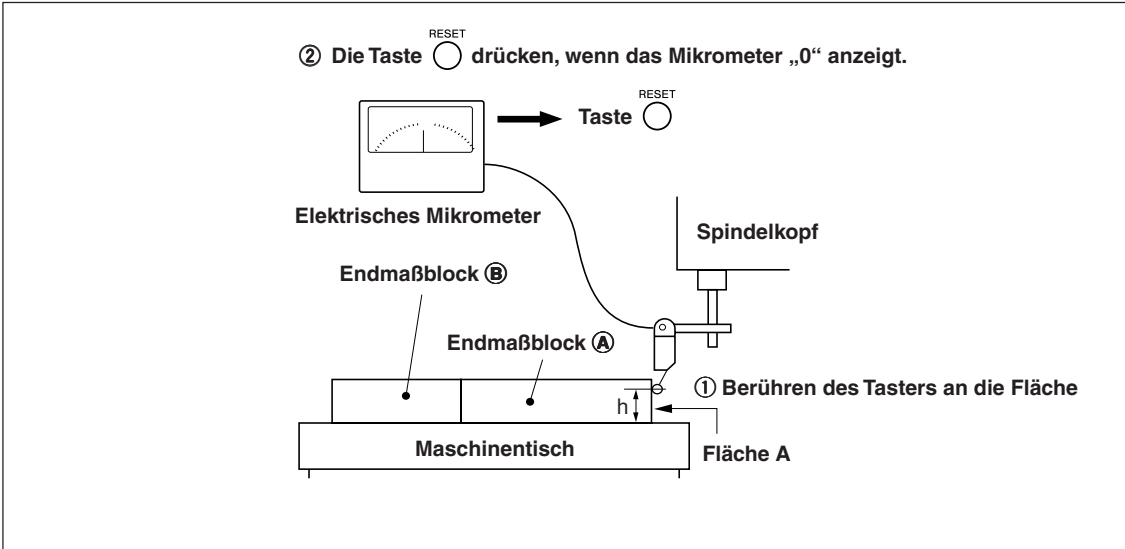 RESET
② Die Taste drücken, wenn das Mikrometer „0“ anzeigt.
RESET
Taste
Elektrisches Mikrometer
Spindelkopf
Endmaßblock Ⓑ
Endmaßblock Ⓐ
① Berühren des Tasters an die Fläche
h
Maschinentisch
Fläche A